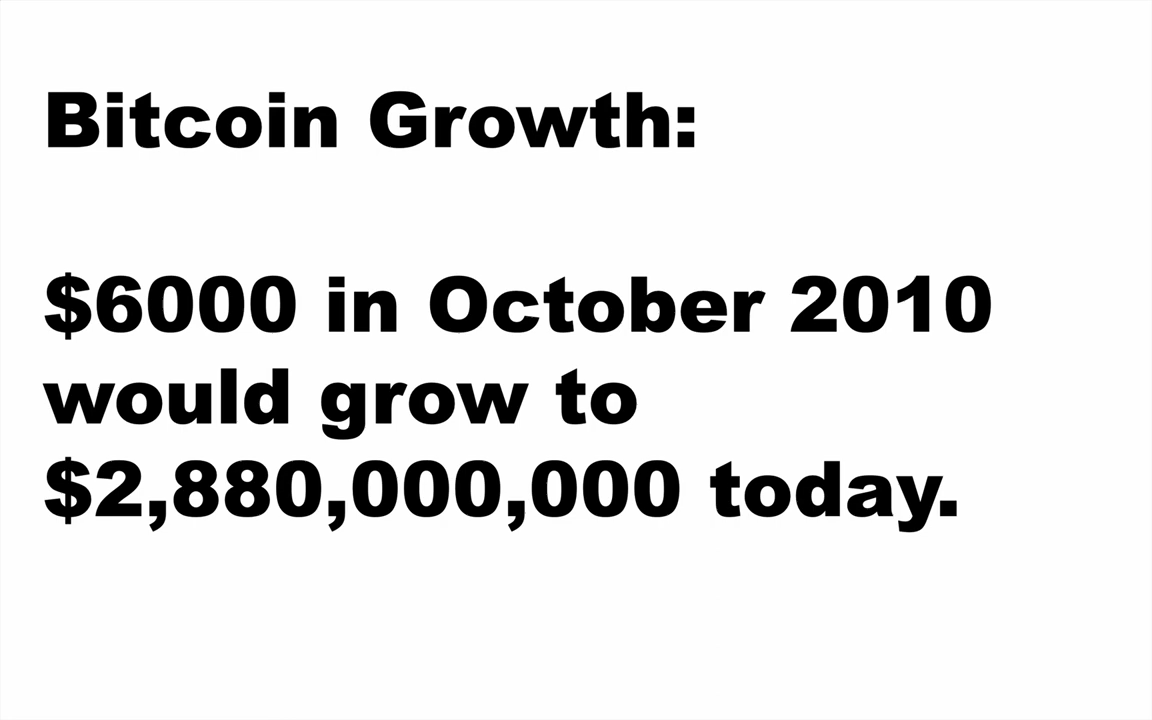 Bitcoin Growth:
$6000 in October 2010
would grow to
$2,880,000,000 today.